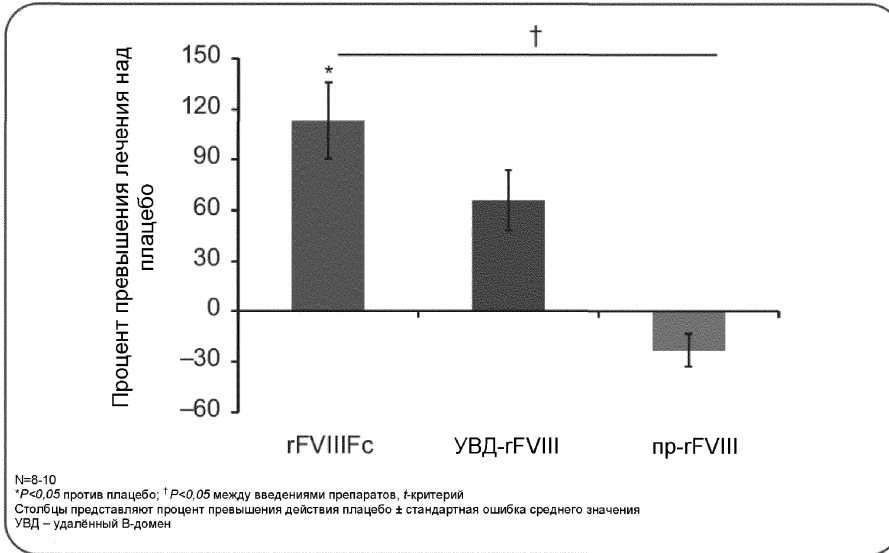 †
Процент превышения лечения над
плацебо
150
120
90
60
30
0
–30
–60
*
rFVIIIFc
УВД-rFVIII
пр-rFVIII
N=8-10
*P<0,05 против плацебо; † P<0,05 между введениями препаратов, t-критерий
Столбцы представляют процент превышения действия плацебо ± стандартная ошибка среднего значения
УВД – удалённый В-домен